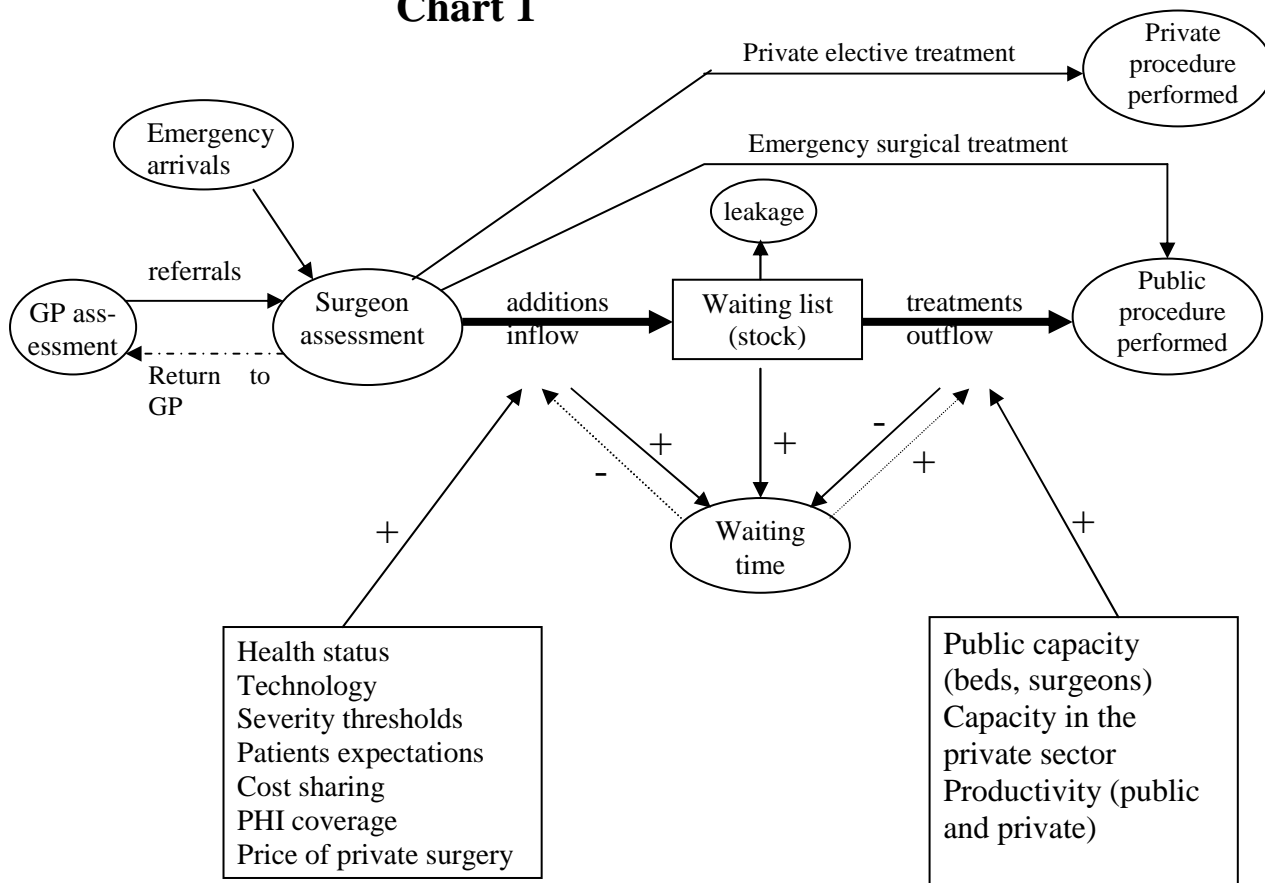 Chart 1
Private elective treatment
Private
procedure
performed
Emergency
arrivals
Emergency surgical treatment
leakage
referrals
GP ass-
essment
Surgeon
assessment
additions
inflow
Waiting list
(stock)
treatments
outflow
Public
procedure
performed
Return to
GP
+
-
+
-
+
+
Waiting
time
+
+
Health status
Technology
Severity thresholds
Patients expectations
Cost sharing
PHI coverage
Price of private surgery
Public capacity
(beds, surgeons)
Capacity in the
private sector
Productivity (public
and private)